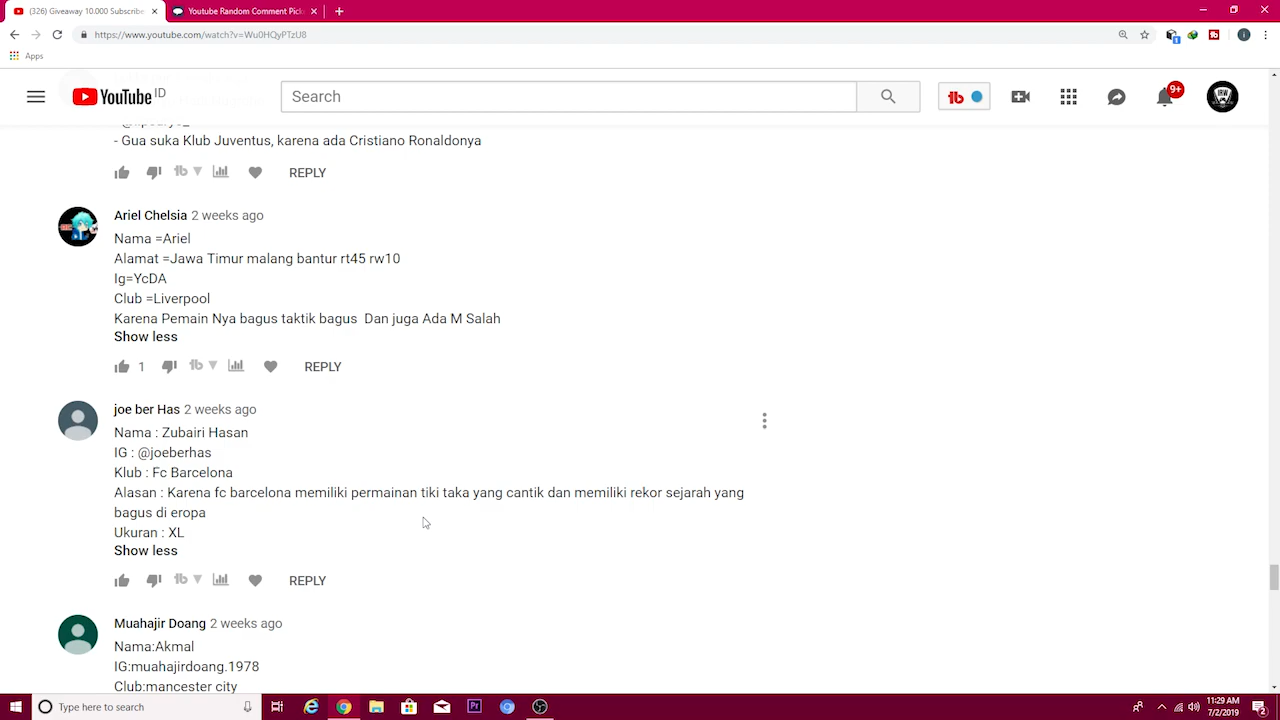 (326) Giveaway 10.000 Subscribe
Youtube Random Comment Pick
https://www.youtube.com/watch?v=Wu0HQyPTzU8
Apps
YouTube ID
Search
9+
- Gua suka Klub Juventus, karena ada Cristiano Ronaldonya
REPLY
Ariel Chelsia 2 weeks ago
Nama =Ariel
Alamat =Jawa Timur malang bantur rt45 rw10
Ig=YcDA
Club =Liverpool
Karena Pemain Nya bagus taktik bagus Dan juga Ada M Salah
Show less
1 REPLY
joe ber Has 2 weeks ago
Nama : Zubairi Hasan
IG : @joeberhas
Klub : Fc Barcelona
Alasan : Karena fc barcelona memiliki permainan tiki taka yang cantik dan memiliki rekor sejarah yang
bagus di eropa
Ukuran : XL
Show less
REPLY
Muahajir Doang 2 weeks ago
Nama:Akmal
IG:muahajirdoang.1978
Club:mancester city
Type here to search
11:29 AM
7/2/2019
2